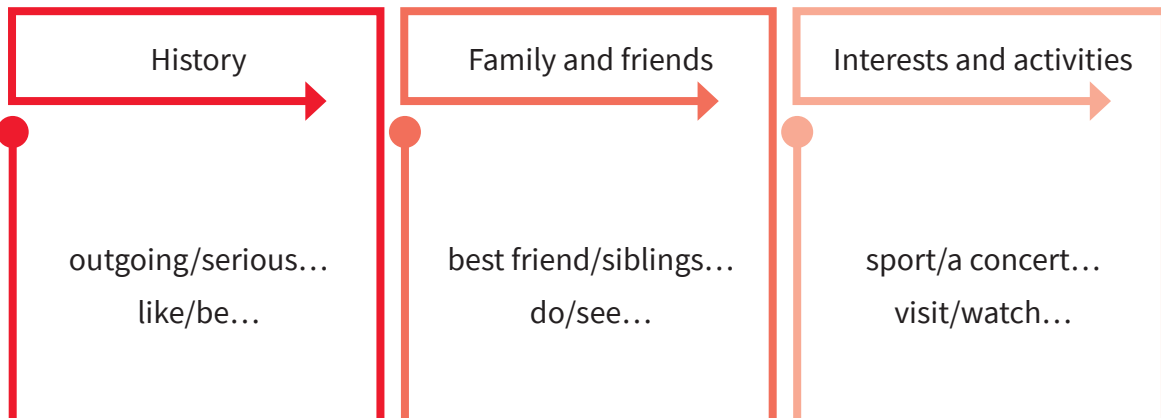 History
outgoing/serious…
like/be…
Family and friends
best friend/siblings…
do/see…
Interests and activities
sport/a concert…
visit/watch…